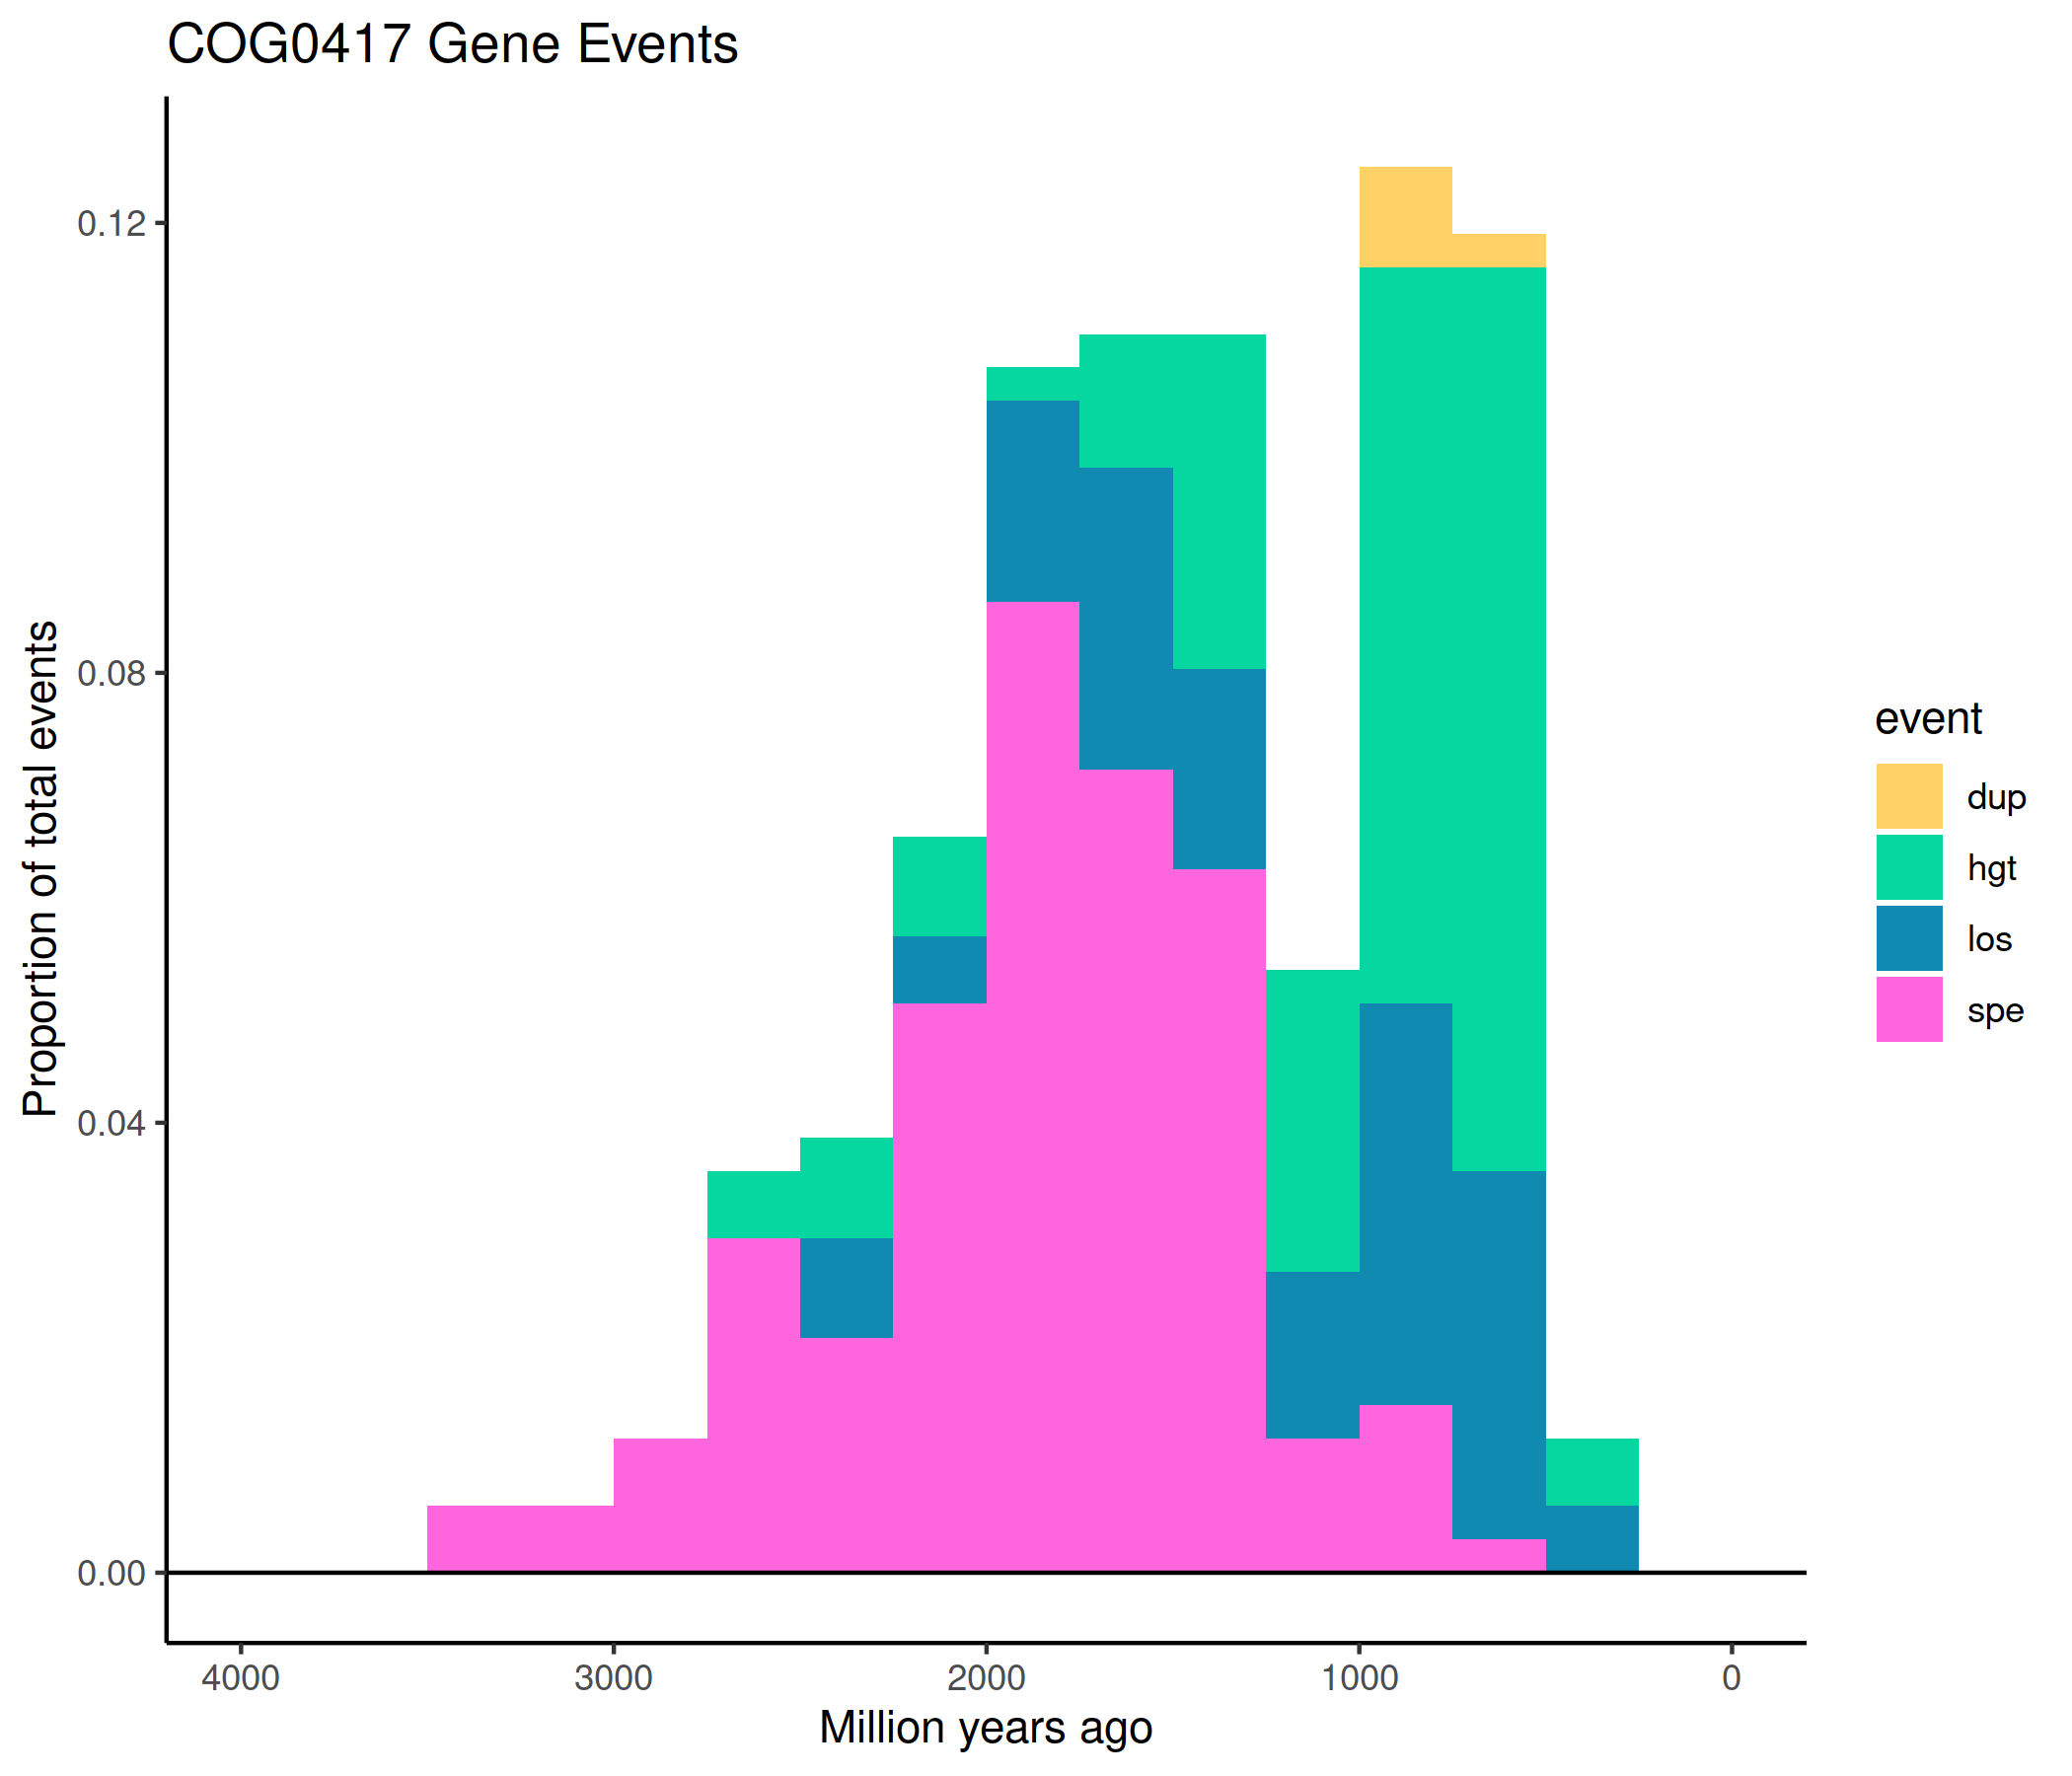 COG0417 Gene Events
Proportion of total events
0.12
0.08
0.04
0.00
4000 3000 2000 1000 0
Million years ago
event
dup
hgt
los
spe